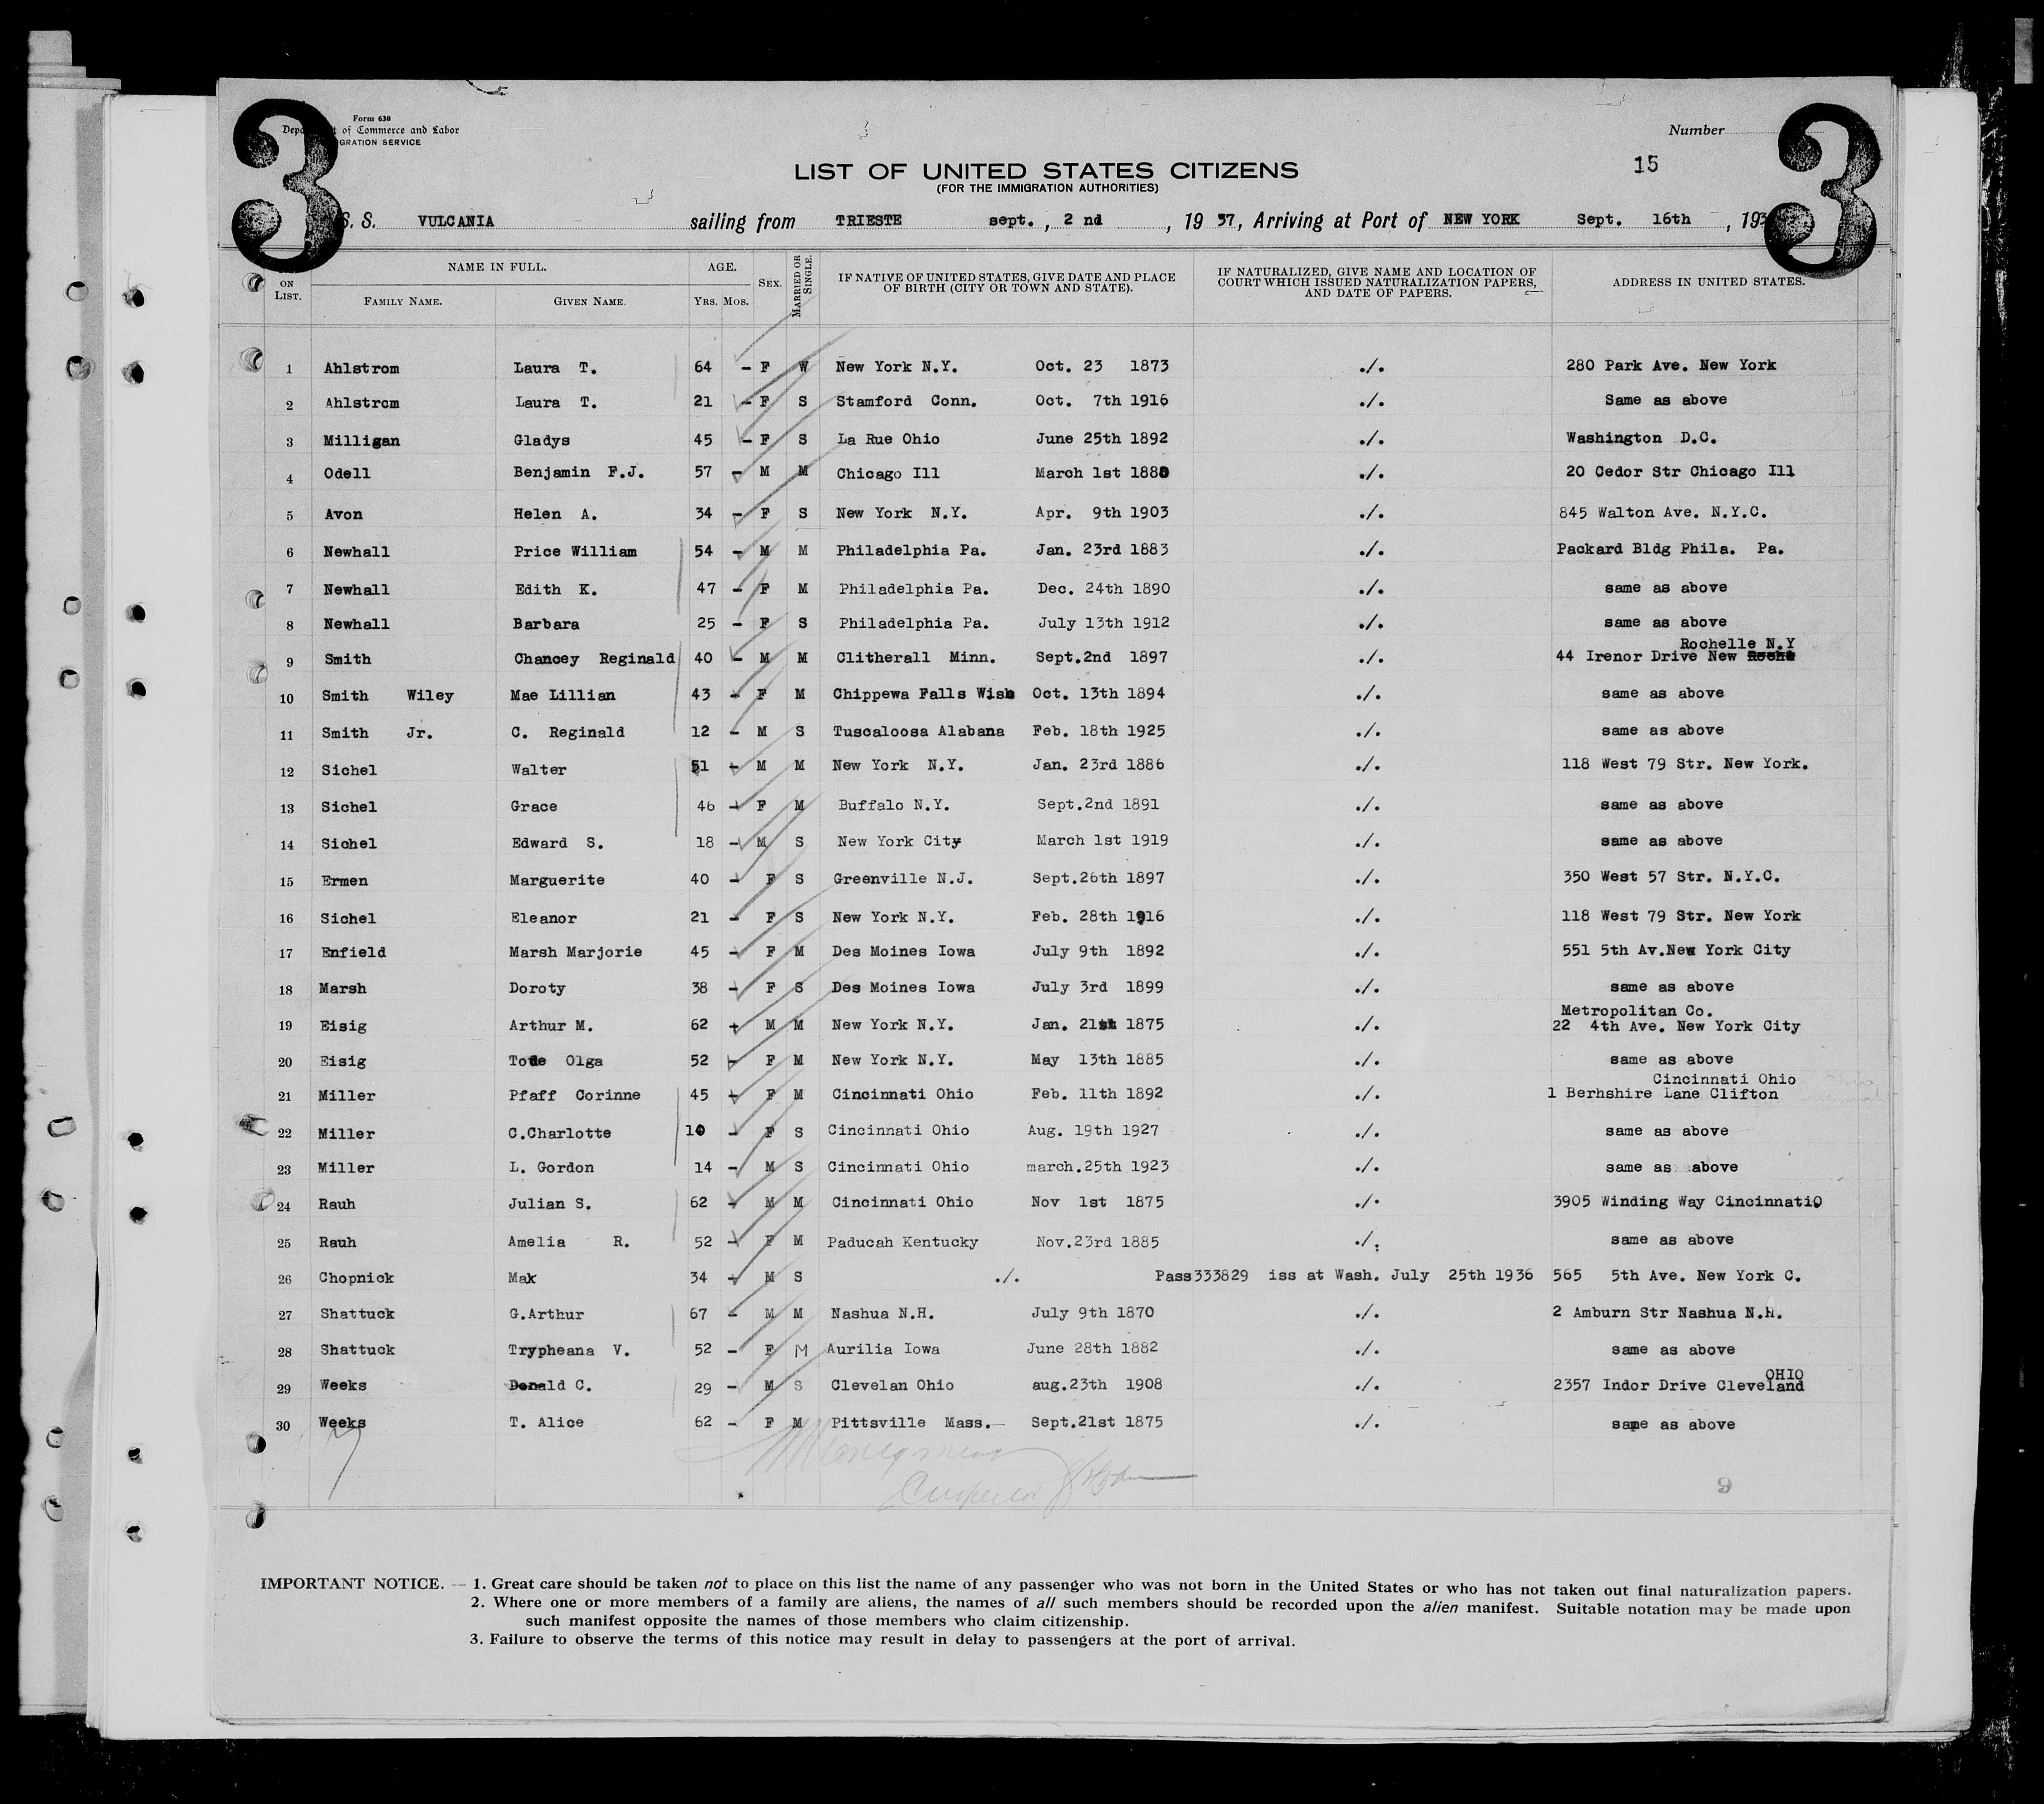 3
3
Form 630
of Commerce and Labor
GRATION SERVICE
Number
15
LIST OF UNITED STATES CITIZENS
(FOR THE IMMIGRATION AUTHORITIES)
S. S. VULCANIA sailing from TRIESTE sept., 2 nd, 19 37, Arriving at Port of NEW YORK Sept. 16th, 193
ON LIST. NAME IN FULL. FAMILY NAME. GIVEN NAME. AGE. YRS. MOS. SEX. MARRIED OR SINGLE. IF NATIVE OF UNITED STATES, GIVE DATE AND PLACE OF BIRTH (CITY OR TOWN AND STATE). IF NATURALIZED, GIVE NAME AND LOCATION OF COURT WHICH ISSUED NATURALIZATION PAPERS, AND DATE OF PAPERS. ADDRESS IN UNITED STATES.
1 Ahlstrom Laura T. 64 - F W New York N.Y. Oct. 23 1873 ./. 280 Park Ave. New York
2 Ahlstrom Laura T. 21 - F S Stamford Conn. Oct. 7th 1916 ./. Same as above
3 Milligan Gladys 45 - F S La Rue Ohio June 25th 1892 ./. Washington D.C.
4 Odell Benjamin F.J. 57 - M M Chicago Ill March 1st 1880 ./. 20 Cedor Str Chicago Ill
5 Avon Helen A. 34 - F S New York N.Y. Apr. 9th 1903 ./. 845 Walton Ave. N.Y.C.
6 Newhall Price William 54 - M M Philadelphia Pa. Jan. 23rd 1883 ./. Packard Bldg Phila. Pa.
7 Newhall Edith K. 47 - F M Philadelphia Pa. Dec. 24th 1890 ./. same as above
8 Newhall Barbara 25 - F S Philadelphia Pa. July 13th 1912 ./. same as above
Rochelle N.Y
9 Smith Chancey Reginald 40 - M M Clitherall Minn. Sept.2nd 1897 ./. 44 Irenor Drive New
10 Smith Wiley Mae Lillian 43 - F M Chippewa Falls Wisb Oct. 13th 1894 ./. same as above
11 Smith Jr. C. Reginald 12 - M S Tuscaloosa Alabana Feb. 18th 1925 ./. same as above
12 Sichel Walter 51 - M M New York N.Y. Jan. 23rd 1886 ./. 118 West 79 Str. New York.
13 Sichel Grace 46 - F M Buffalo N.Y. Sept.2nd 1891 ./. same as above
14 Sichel Edward S. 18 - M S New York City March 1st 1919 ./. same as above
15 Ermen Marguerite 40 - F S Greenville N.J. Sept.26th 1897 ./. 350 West 57 Str. N.Y.C.
16 Sichel Eleanor 21 - F S New York N.Y. Feb. 28th 1916 ./. 118 West 79 Str. New York
17 Enfield Marsh Marjorie 45 - F M Des Moines Iowa July 9th 1892 ./. 551 5th Av.New York City
18 Marsh Doroty 38 - F S Des Moines Iowa July 3rd 1899 ./. same as above
Metropolitan Co.
19 Eisig Arthur M. 62 - M M New York N.Y. Jan. 21st 1875 ./. 22 4th Ave. New York City
20 Eisig Tode Olga 52 - F M New York N.Y. May 13th 1885 ./. same as above
Cincinnati Ohio
21 Miller Pfaff Corinne 45 - F M Cincinnati Ohio Feb. 11th 1892 ./. 1 Berhshire Lane Clifton
22 Miller C.Charlotte 10 - F S Cincinnati Ohio Aug. 19th 1927 ./. same as above
23 Miller L. Gordon 14 - M S Cincinnati Ohio march.25th 1923 ./. same as above
24 Rauh Julian S. 62 - M M Cincinnati Ohio Nov 1st 1875 ./. 3905 Winding Way CincinnatiO
25 Rauh Amelia R. 52 - F M Paducah Kentucky Nov.23rd 1885 ./. same as above
26 Chopnick Max 34 - M S ./. Pass333829 iss at Wash. July 25th 1936 565 5th Ave. New York C.
27 Shattuck G.Arthur 67 - M M Nashua N.H. July 9th 1870 ./. 2 Amburn Str Nashua N.H.
28 Shattuck Trypheana V. 52 - F M Aurilia Iowa June 28th 1882 ./. same as above
OHIO
29 Weeks Donald C. 29 - M S Clevelan Ohio aug.23th 1908 ./. 2357 Indor Drive Cleveland
30 Weeks T. Alice 62 - F M Pittsville Mass. Sept.21st 1875 ./. same as above
9
IMPORTANT NOTICE. — 1. Great care should be taken not to place on this list the name of any passenger who was not born in the United States or who has not taken out final naturalization papers.
2. Where one or more members of a family are aliens, the names of all such members should be recorded upon the alien manifest. Suitable notation may be made upon
such manifest opposite the names of those members who claim citizenship.
3. Failure to observe the terms of this notice may result in delay to passengers at the port of arrival.